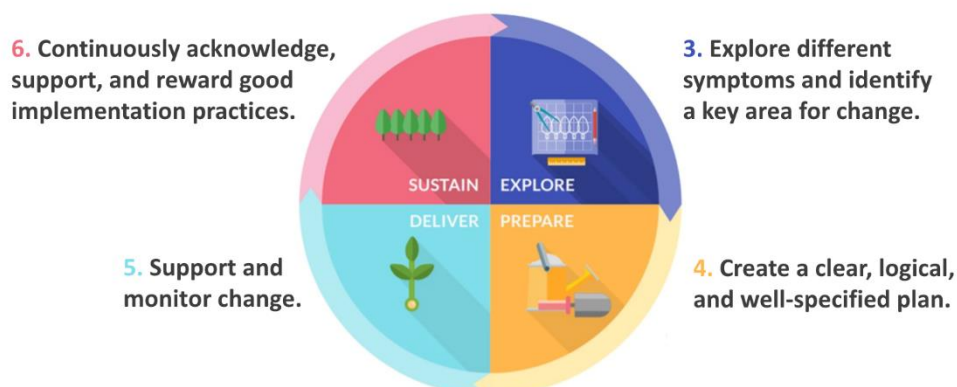 6. Continuously acknowledge,
support, and reward good
implementation practices.
3. Explore different
symptoms and identify
a key area for change.
SUSTAIN
EXPLORE
DELIVER
PREPARE
5. Support and
monitor change.
4. Create a clear, logical,
and well-specified plan.